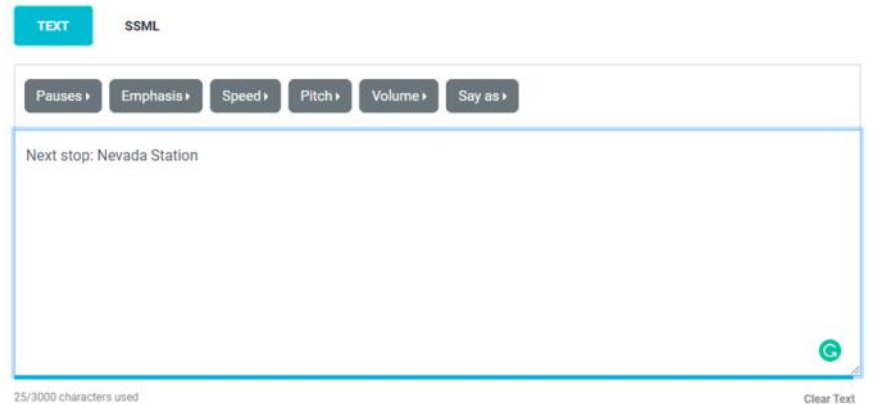 TEXT SSML
Pauses Emphasis Speed Pitch Volume Say as
Next stop: Nevada Station
25/3000 characters used Clear Text